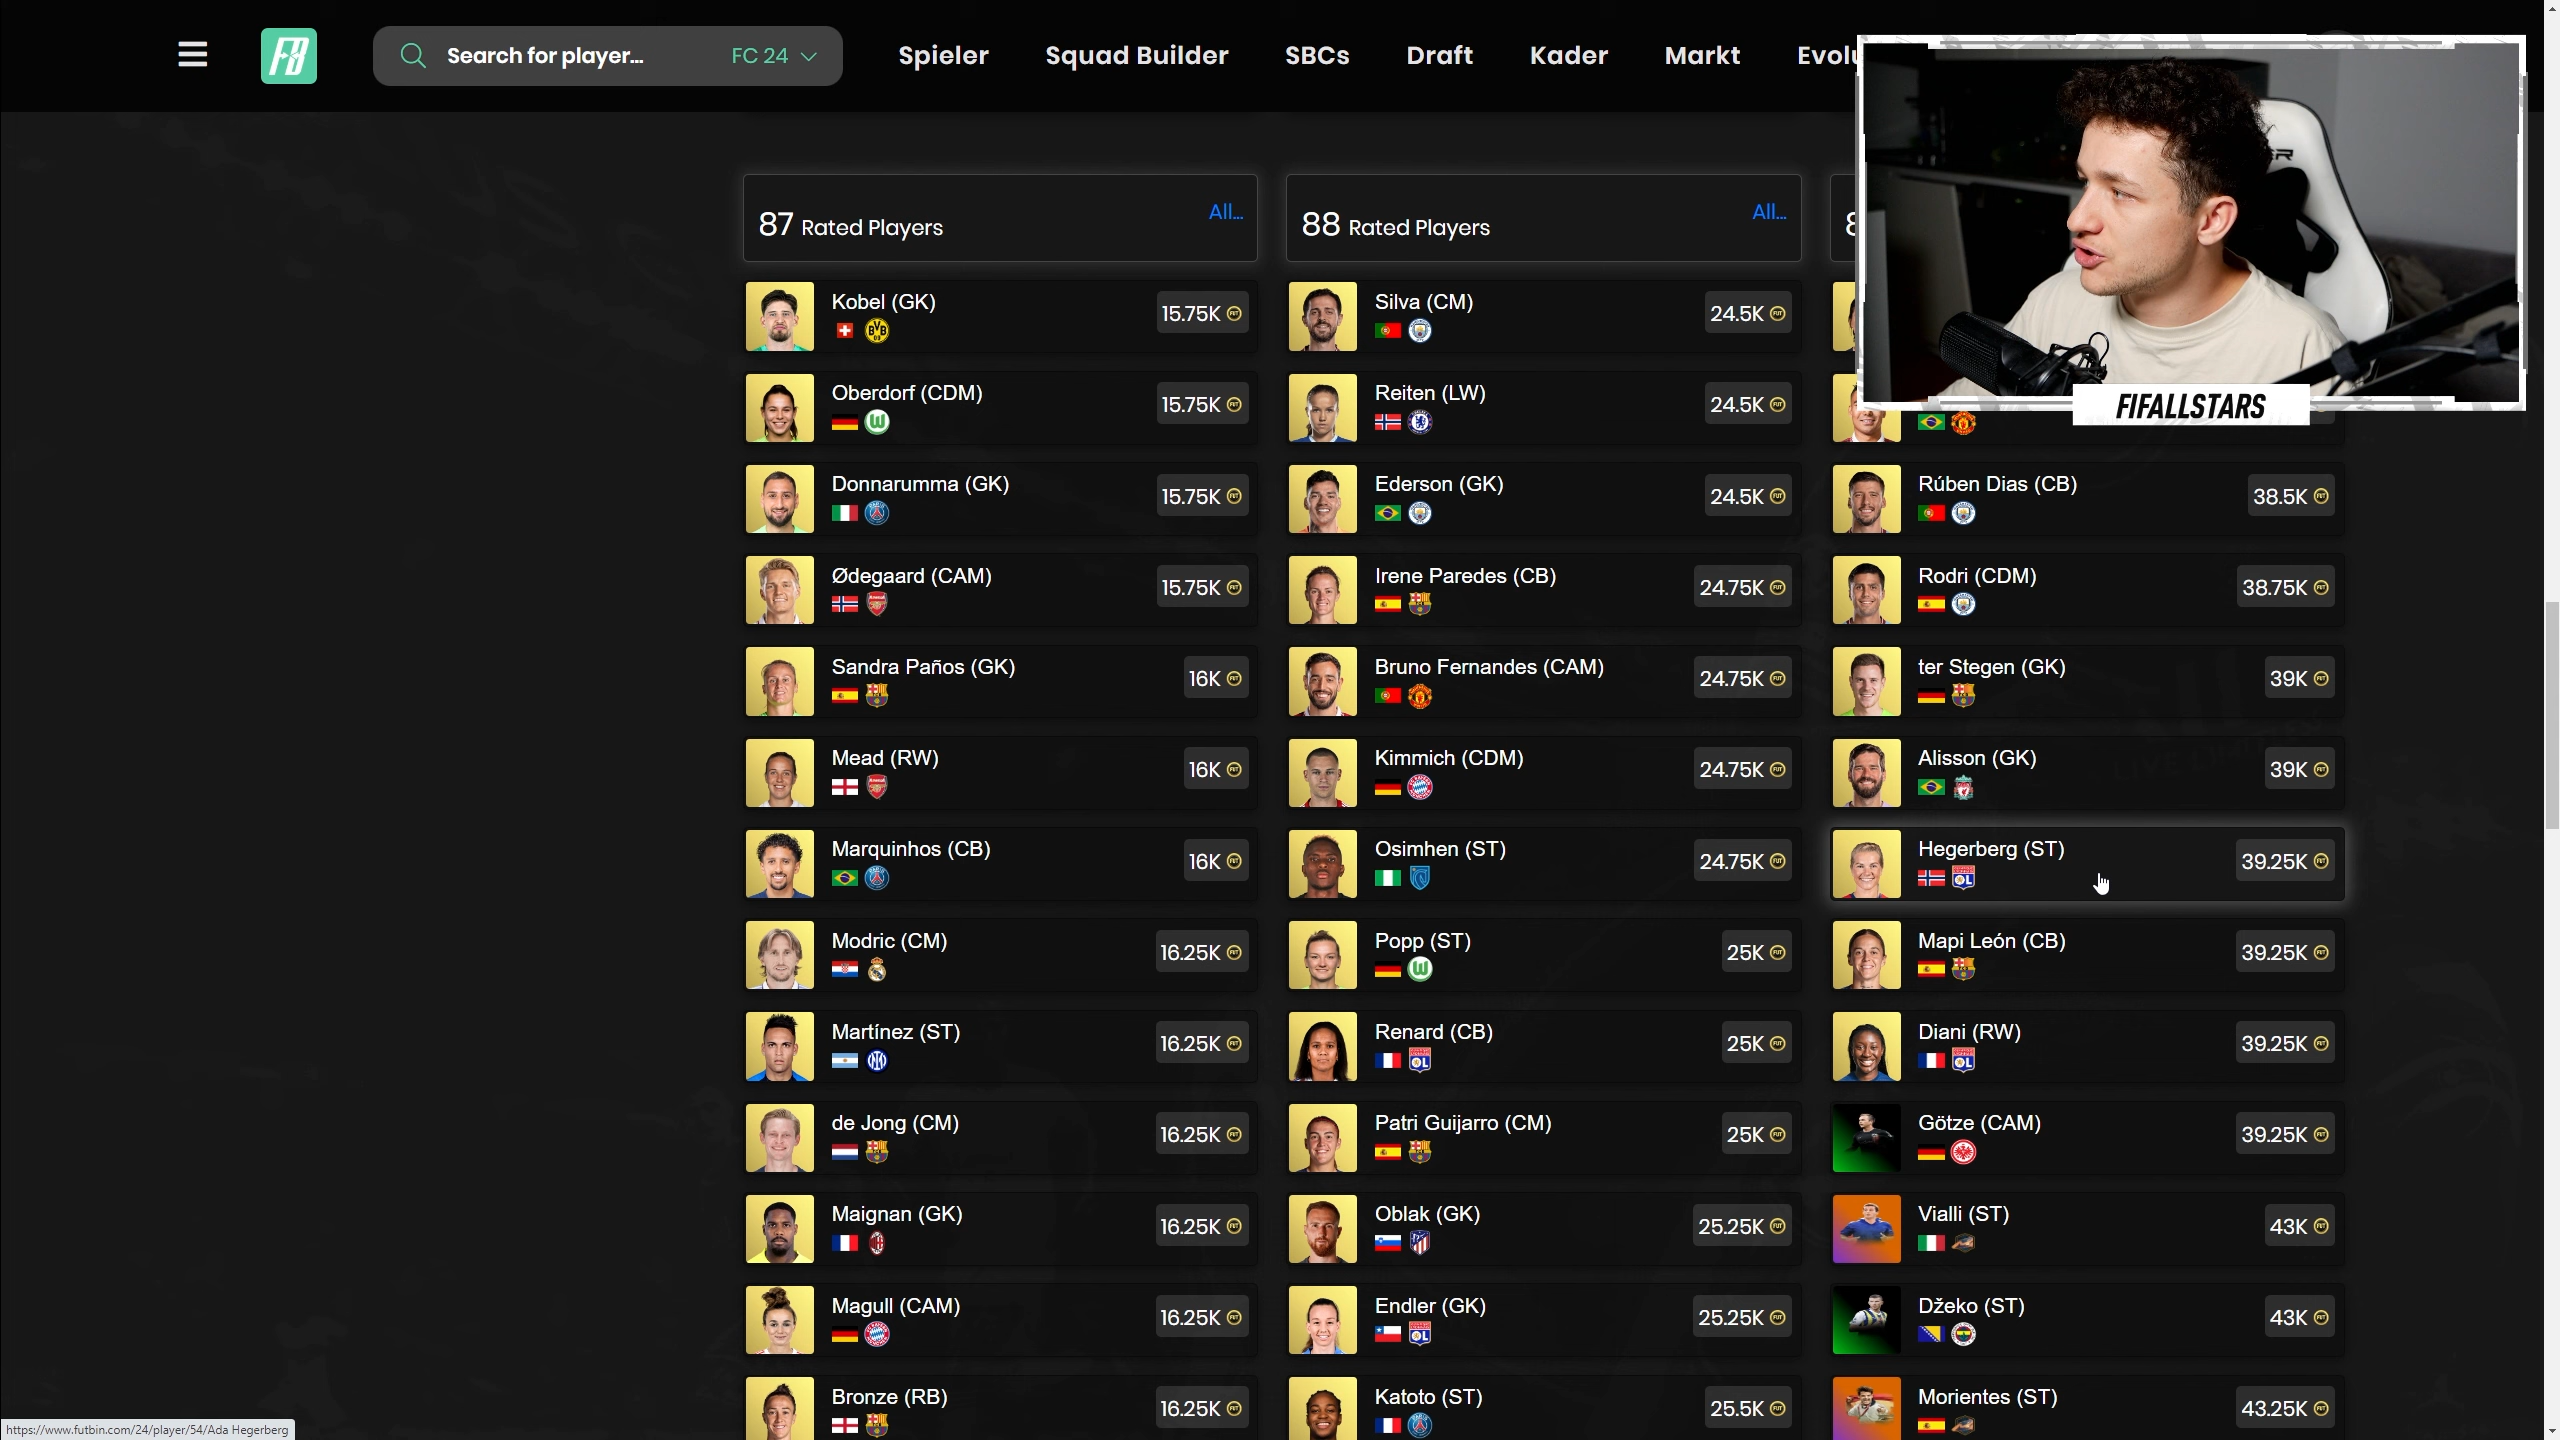 Search for player...
FC 24
Spieler
Squad Builder
SBCs
Draft
Kader
Markt
Evolu
FIFALLSTARS
87 Rated Players
All...
Kobel (GK)
15.75K
Oberdorf (CDM)
15.75K
Donnarumma (GK)
15.75K
Ødegaard (CAM)
15.75K
Sandra Paños (GK)
16K
Mead (RW)
16K
Marquinhos (CB)
16K
Modric (CM)
16.25K
Martínez (ST)
16.25K
de Jong (CM)
16.25K
Maignan (GK)
16.25K
Magull (CAM)
16.25K
Bronze (RB)
16.25K
88 Rated Players
All...
Silva (CM)
24.5K
Reiten (LW)
24.5K
Ederson (GK)
24.5K
Irene Paredes (CB)
24.75K
Bruno Fernandes (CAM)
24.75K
Kimmich (CDM)
24.75K
Osimhen (ST)
24.75K
Popp (ST)
25K
Renard (CB)
25K
Patri Guijarro (CM)
25K
Oblak (GK)
25.25K
Endler (GK)
25.25K
Katoto (ST)
25.5K
Rúben Dias (CB)
38.5K
Rodri (CDM)
38.75K
ter Stegen (GK)
39K
Alisson (GK)
39K
Hegerberg (ST)
39.25K
Mapi León (CB)
39.25K
Diani (RW)
39.25K
Götze (CAM)
39.25K
Vialli (ST)
43K
Džeko (ST)
43K
Morientes (ST)
43.25K
https://www.futbin.com/24/player/54/Ada Hegerberg